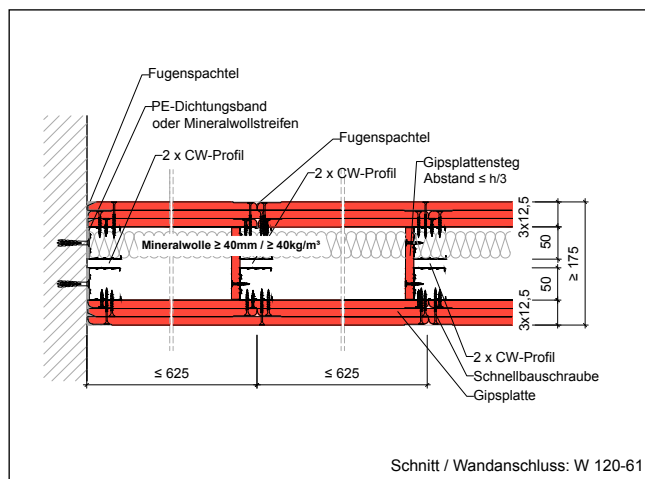 Fugenspachtel
PE-Dichtungsband
oder Mineralwollstreifen
2 x CW-Profil
Fugenspachtel
2 x CW-Profil
Gipsplattensteg
Abstand ≤ h/3
Mineralwolle ≥ 40mm / ≥ 40kg/m³
3x12,5
50
50
3x12,5
≥ 175
2 x CW-Profil
Schnellbauschraube
Gipsplatte
≤ 625
≤ 625
Schnitt / Wandanschluss: W 120-61